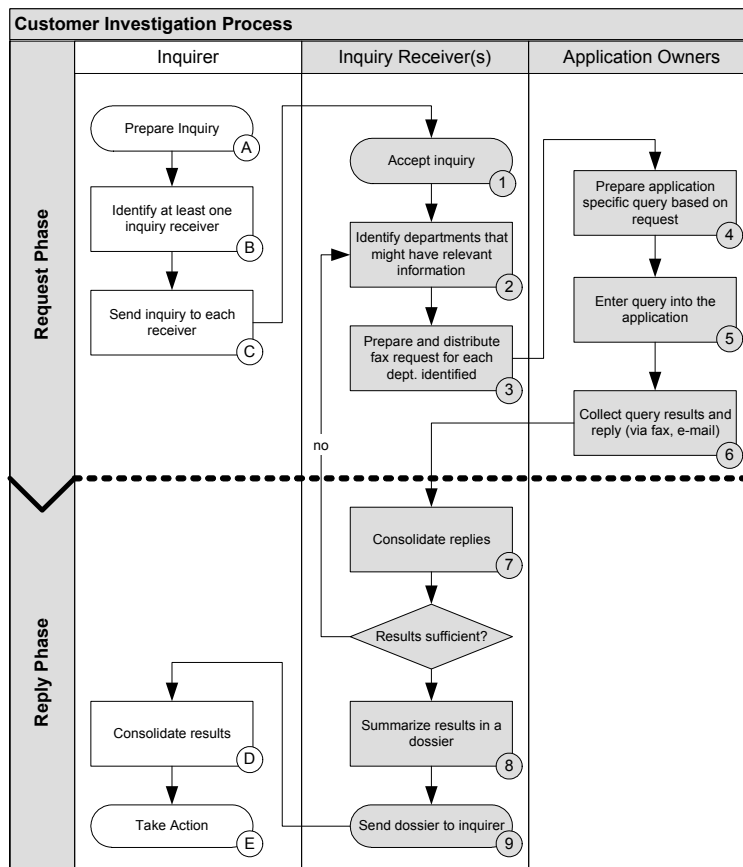 Customer Investigation Process
Inquirer
Inquiry Receiver(s)
Application Owners
Request Phase
Prepare Inquiry
A
Identify at least one
inquiry receiver
B
Send inquiry to each
receiver
C
Accept inquiry
1
Identify departments that
might have relevant
information
2
Prepare and distribute
fax request for each
dept. identified
3
Prepare application
specific query based on
request
4
Enter query into the
application
5
Collect query results and
reply (via fax, e-mail)
6
no
Reply Phase
Consolidate replies
7
Results sufficient?
Summarize results in a
dossier
8
Send dossier to inquirer
9
Consolidate results
D
Take Action
E